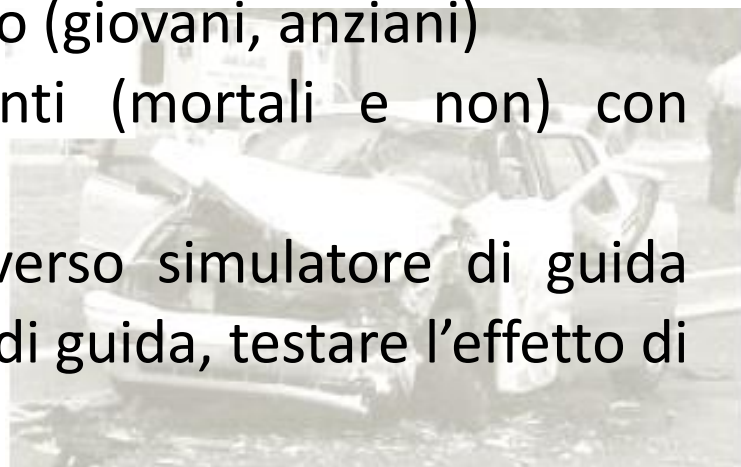 o (giovani, anziani)
nti (mortali e non) con
verso simulatore di guida
di guida, testare l’effetto di